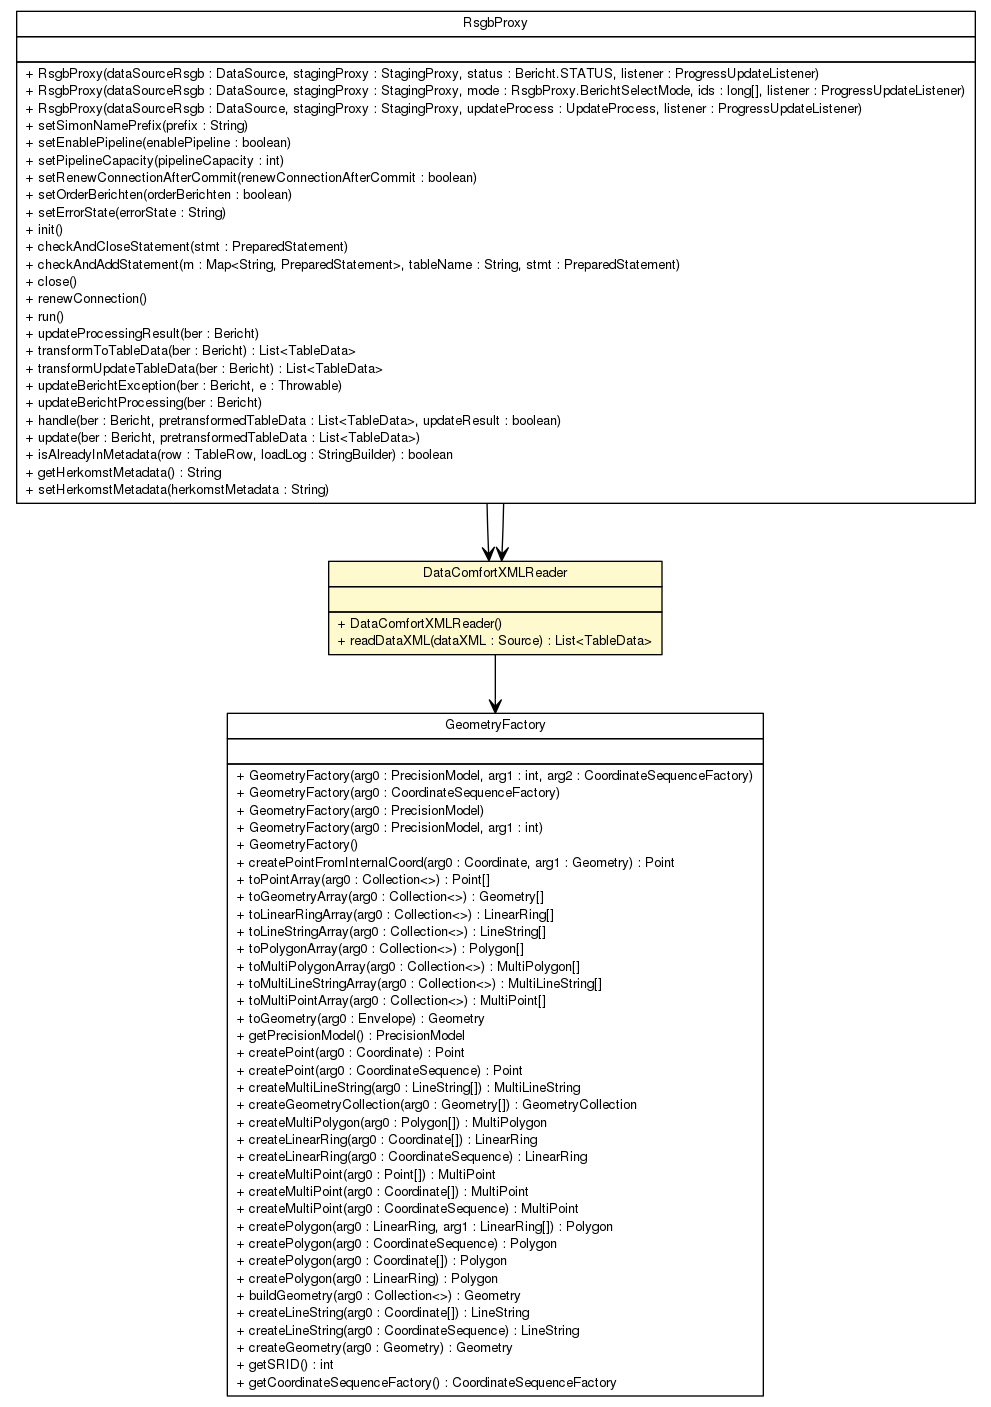 RsgbProxy
+ RsgbProxy(dataSourceRsgb : DataSource, stagingProxy : StagingProxy, status : Bericht.STATUS, listener : ProgressUpdateListener)
+ RsgbProxy(dataSourceRsgb : DataSource, stagingProxy : StagingProxy, mode : RsgbProxy.BerichtSelectMode, ids : long[], listener : ProgressUpdateListener)
+ RsgbProxy(dataSourceRsgb : DataSource, stagingProxy : StagingProxy, updateProcess : UpdateProcess, listener : ProgressUpdateListener)
+ setSimonNamePrefix(prefix : String)
+ setEnablePipeline(enablePipeline : boolean)
+ setPipelineCapacity(pipelineCapacity : int)
+ setRenewConnectionAfterCommit(renewConnectionAfterCommit : boolean)
+ setOrderBerichten(orderBerichten : boolean)
+ setErrorState(errorState : String)
+ init()
+ checkAndCloseStatement(stmt : PreparedStatement)
+ checkAndAddStatement(m : Map<String, PreparedStatement>, tableName : String, stmt : PreparedStatement)
+ close()
+ renewConnection()
+ run()
+ updateProcessingResult(ber : Bericht)
+ transformToTableData(ber : Bericht) : List<TableData>
+ transformUpdateTableData(ber : Bericht) : List<TableData>
+ updateBerichtException(ber : Bericht, e : Throwable)
+ updateBerichtProcessing(ber : Bericht)
+ handle(ber : Bericht, pretransformedTableData : List<TableData>, updateResult : boolean)
+ update(ber : Bericht, pretransformedTableData : List<TableData>)
+ isAlreadyInMetadata(row : TableRow, loadLog : StringBuilder) : boolean
+ getHerkomstMetadata() : String
+ setHerkomstMetadata(herkomstMetadata : String)
DataComfortXMLReader
+ DataComfortXMLReader()
+ readDataXML(dataXML : Source) : List<TableData>
GeometryFactory
+ GeometryFactory(arg0 : PrecisionModel, arg1 : int, arg2 : CoordinateSequenceFactory)
+ GeometryFactory(arg0 : CoordinateSequenceFactory)
+ GeometryFactory(arg0 : PrecisionModel)
+ GeometryFactory(arg0 : PrecisionModel, arg1 : int)
+ GeometryFactory()
+ createPointFromInternalCoord(arg0 : Coordinate, arg1 : Geometry) : Point
+ toPointArray(arg0 : Collection<>) : Point[]
+ toGeometryArray(arg0 : Collection<>) : Geometry[]
+ toLinearRingArray(arg0 : Collection<>) : LinearRing[]
+ toLineStringArray(arg0 : Collection<>) : LineString[]
+ toPolygonArray(arg0 : Collection<>) : Polygon[]
+ toMultiPolygonArray(arg0 : Collection<>) : MultiPolygon[]
+ toMultiLineStringArray(arg0 : Collection<>) : MultiLineString[]
+ toMultiPointArray(arg0 : Collection<>) : MultiPoint[]
+ toGeometry(arg0 : Envelope) : Geometry
+ getPrecisionModel() : PrecisionModel
+ createPoint(arg0 : Coordinate) : Point
+ createPoint(arg0 : CoordinateSequence) : Point
+ createMultiLineString(arg0 : LineString[]) : MultiLineString
+ createGeometryCollection(arg0 : Geometry[]) : GeometryCollection
+ createMultiPolygon(arg0 : Polygon[]) : MultiPolygon
+ createLinearRing(arg0 : Coordinate[]) : LinearRing
+ createLinearRing(arg0 : CoordinateSequence) : LinearRing
+ createMultiPoint(arg0 : Point[]) : MultiPoint
+ createMultiPoint(arg0 : Coordinate[]) : MultiPoint
+ createMultiPoint(arg0 : CoordinateSequence) : MultiPoint
+ createPolygon(arg0 : LinearRing, arg1 : LinearRing[]) : Polygon
+ createPolygon(arg0 : CoordinateSequence) : Polygon
+ createPolygon(arg0 : Coordinate[]) : Polygon
+ createPolygon(arg0 : LinearRing) : Polygon
+ buildGeometry(arg0 : Collection<>) : Geometry
+ createLineString(arg0 : Coordinate[]) : LineString
+ createLineString(arg0 : CoordinateSequence) : LineString
+ createGeometry(arg0 : Geometry) : Geometry
+ getSRID() : int
+ getCoordinateSequenceFactory() : CoordinateSequenceFactory